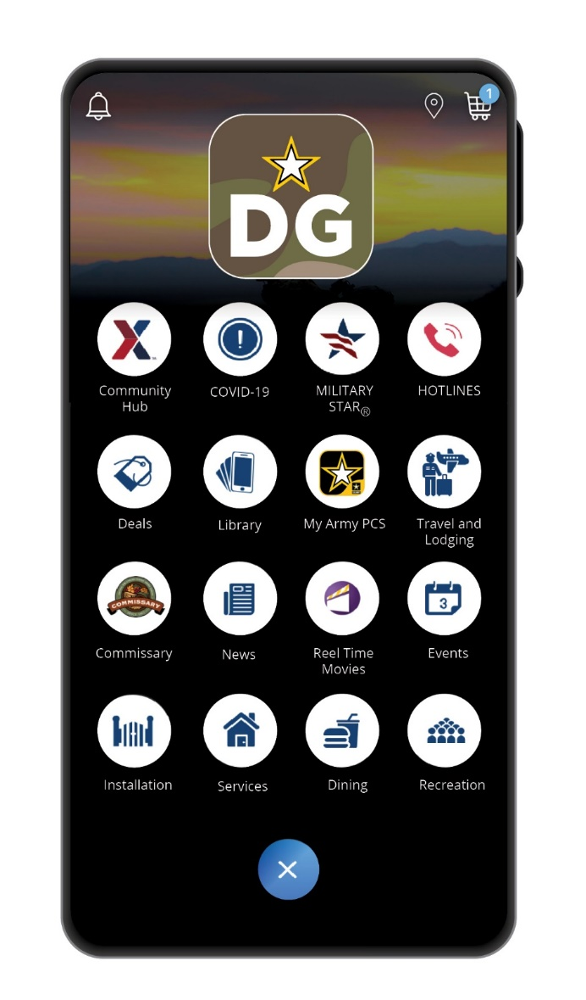 1
DG
Community
Hub
COVID-19
MILITARY
STAR®
HOTLINES
Deals
Library
My Army PCS
Travel and
Lodging
COMMISSARY
3
Commissary
News
Reel Time
Movies
Events
Installation
Services
Dining
Recreation